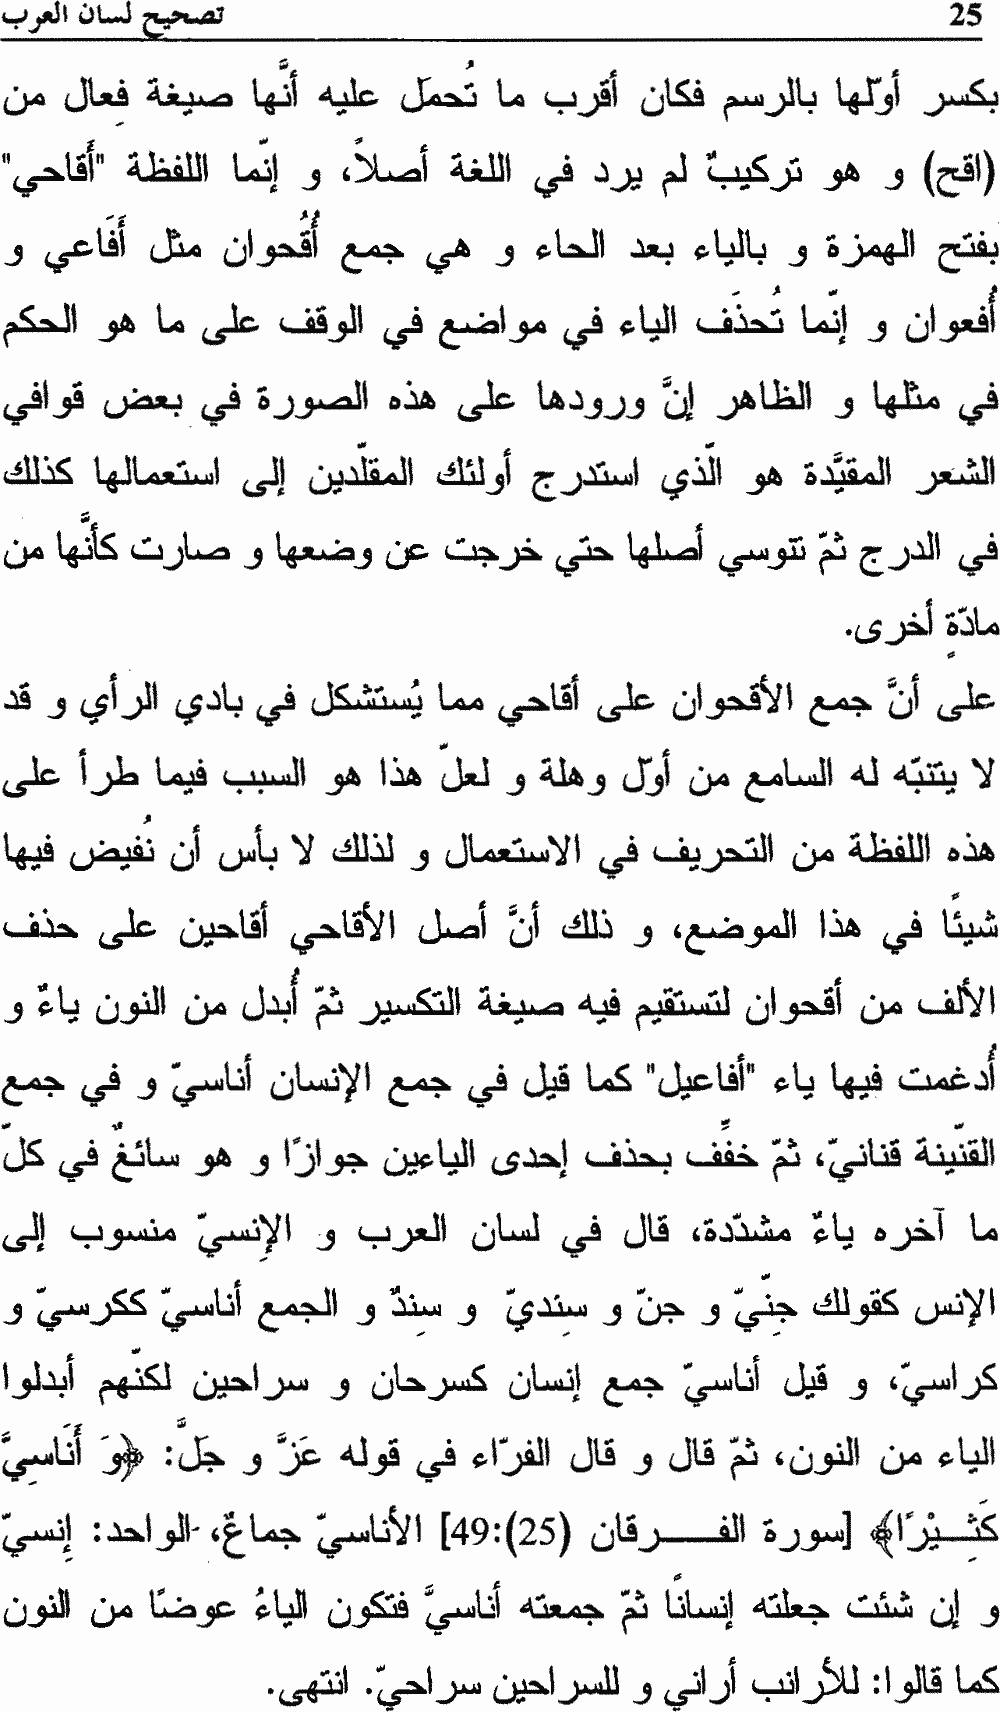 25 تصحيح لسان العرب
بكسر أوّلها بالرسم فكان أقرب ما تُحمَل عليه أنَّها صيغة فِعال من
(اقح) و هو تركيبٌ لم يرد في اللغة أصلاً، و إنّما اللفظة "أَقاحي"
بفتح الهمزة و بالياء بعد الحاء و هي جمع أُقُحوان مثل أَفَاعي و
أُفعوان و إنّما تُحذَف الياء في مواضع في الوقف على ما هو الحكم
في مثلها و الظاهر إنَّ ورودها على هذه الصورة في بعض قوافي
الشعر المقيَّدة هو الّذي استدرج أولئك المقلّدين إلى استعمالها كذلك
في الدرج ثمّ تنوسي أصلها حتي خرجت عن وضعها و صارت كأنَّها من
مادّةٍ أخرى.
على أنَّ جمع الأقحوان على أقاحي مما يُستشكل في بادي الرأي و قد
لا يتنبّه له السامع من أوّل وهلة و لعلّ هذا هو السبب فيما طرأ على
هذه اللفظة من التحريف في الاستعمال و لذلك لا بأس أن نُفيض فيها
شيئًا في هذا الموضع، و ذلك أنَّ أصل الأقاحي أقاحين على حذف
الألف من أقحوان لتستقيم فيه صيغة التكسير ثمّ أُبدل من النون ياءٌ و
أُدغمت فيها ياء "أفاعيل" كما قيل في جمع الإنسان أناسيّ و في جمع
القنّينة قنانيّ، ثمّ خفِّف بحذف إحدى الياءين جوازًا و هو سائغٌ في كلّ
ما آخره ياءٌ مشدّدة، قال في لسان العرب و الإِنسيّ منسوب إلى
الإنس كقولك جِنّيّ و جنّ و سِنديّ و سِندٌ و الجمع أناسيّ ككرسيّ و
كراسيّ، و قيل أناسيّ جمع إنسان كسرحان و سراحين لكنّهم أبدلوا
الياء من النون، ثمّ قال و قال الفرّاء في قوله عَزَّ و جَلَّ: ﴿وَ أَنَاسِيَّ
كَثِيْرًا﴾ [سورة الفـرقان (25):49] الأناسيّ جماعٌ، الواحد: إِنسيّ
و إن شئت جعلته إنسانًا ثمّ جمعته أناسيَّ فتكون الياءُ عوضًا من النون
كما قالوا: للأرانب أراني و للسراحين سراحيّ. انتهى.